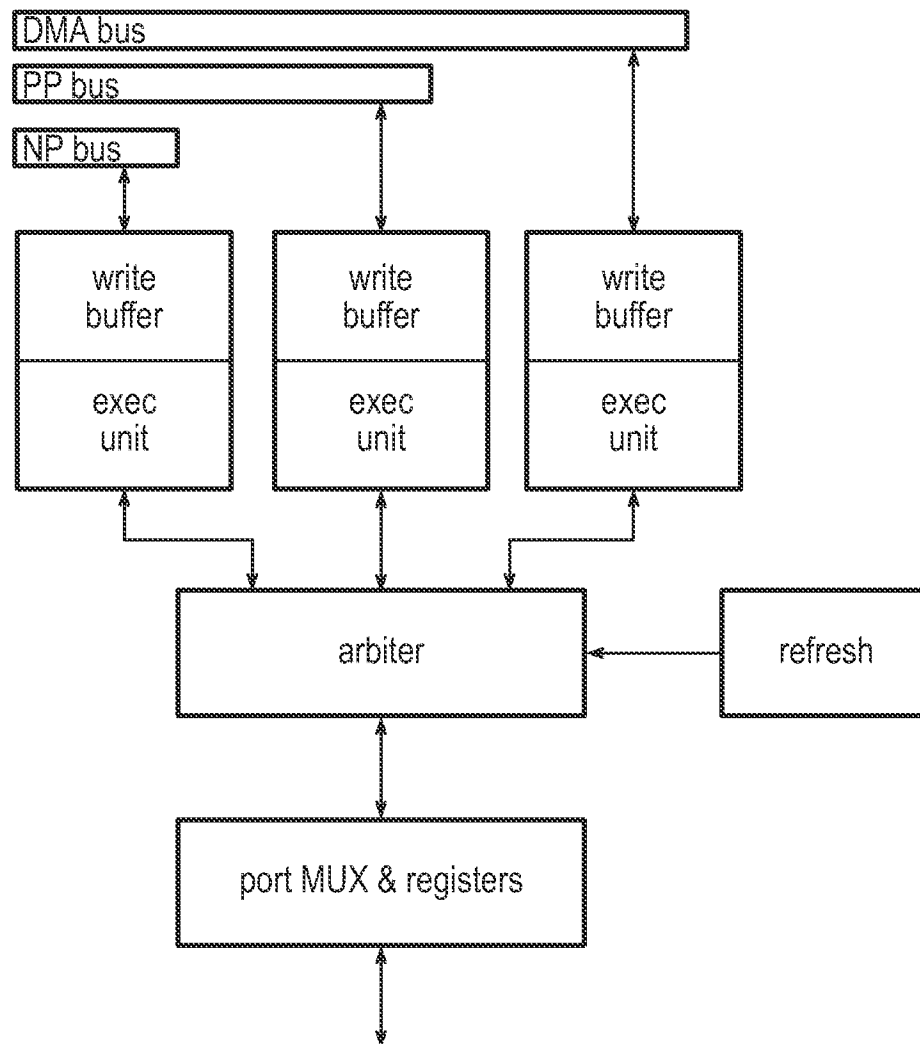 DMA bus
PP bus
NP bus
write
buffer
write
buffer
write
buffer
exec
unit
exec
unit
exec
unit
arbiter
refresh
port MUX & registers